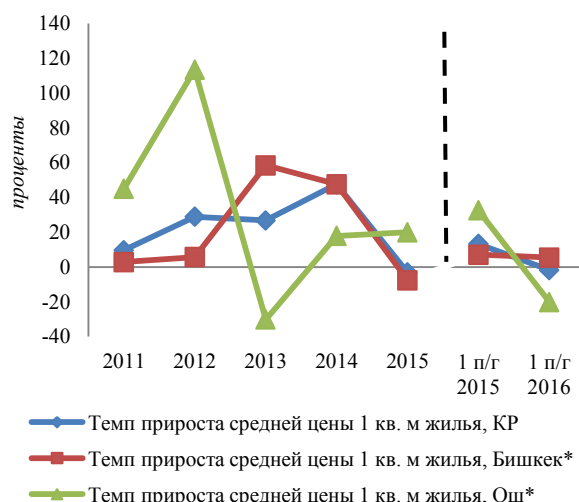 140
120
100
80
60
40
20
0
-20
-40
проценты
2011
2012
2013
2014
2015
1 п/г
2015
1 п/г
2016
Темп прироста средней цены 1 кв. м жилья, КР
Темп прироста средней цены 1 кв. м жилья, Бишкек*
Темп прироста средней цены 1 кв. м жилья, Ош*